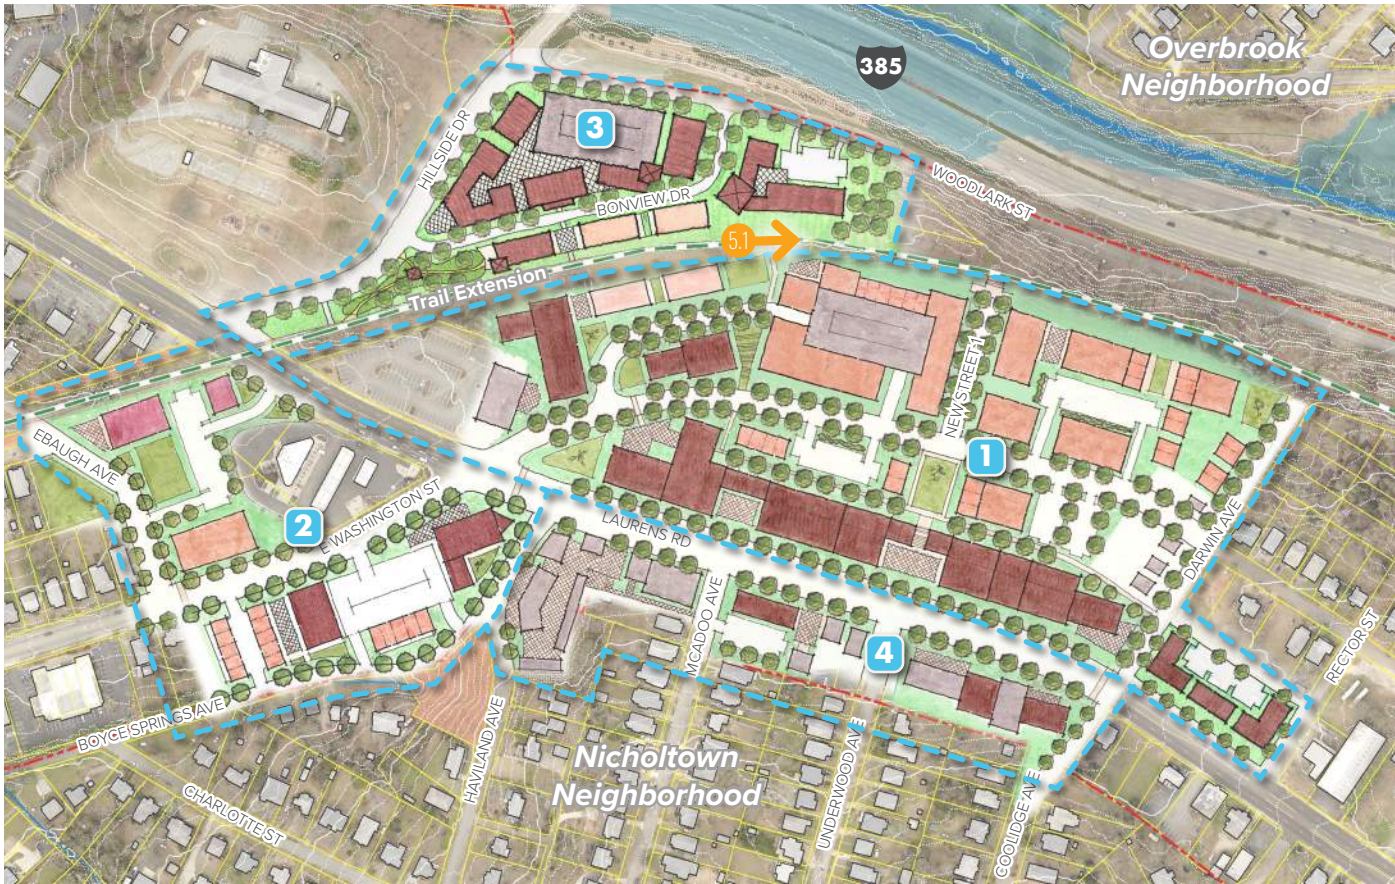 Overbrook
Neighborhood
385
3
HILLSIDE DR
WOODLARK ST
BONVIEW DR
5.1
Trail Extension
NEW STREET 1
1
EBAUGH AVE
2
E WASHINGTON ST
LAURENS RD
DARWIN AVE
MCADOO AVE
4
RECTOR ST
BOYCE SPRINGS AVE
HAVILAND AVE
Nicholtown
Neighborhood
UNDERWOOD AVE
CHARLOTTE ST
COOLIDGE AVE